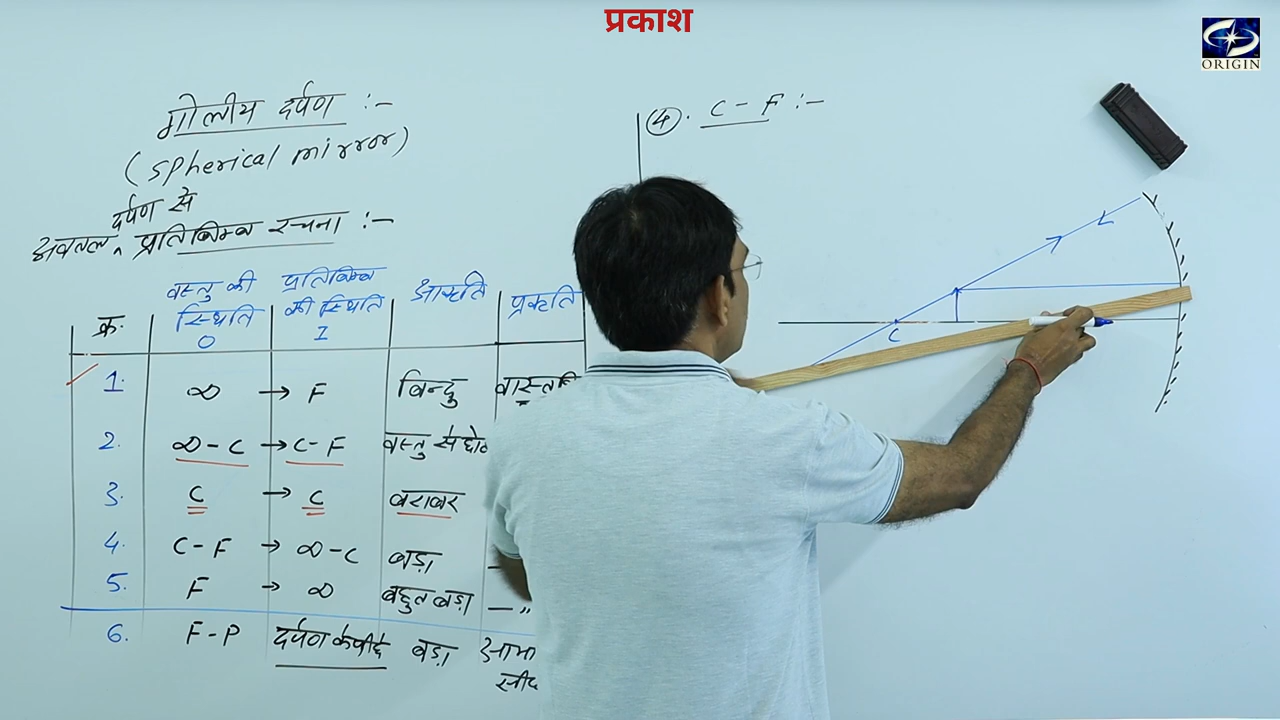 प्रकाश
ORIGIN
गोलीय दर्पण :-
(Spherical mirror)
दर्पण से
अवतल ^ प्रतिबिम्ब रचना :-
क्र. वस्तु की स्थिति O प्रतिबिम्ब की स्थिति I आकृति प्रकृति
1. ∞ → F बिन्दु
2. ∞ - C → C - F वस्तु से
3. C → C बराबर
4. C - F → ∞ - C बड़ा
5. F → ∞ बहुत बड़ा — "
6. F - P दर्पण के पीछे बड़ा
④. C - F :-
C